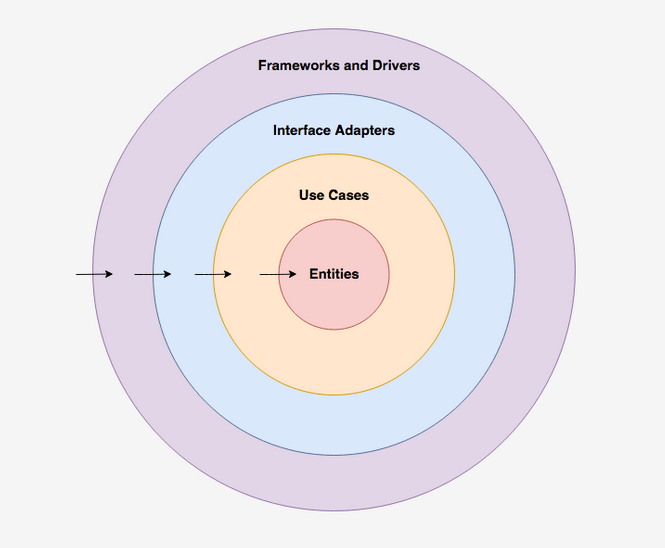 Frameworks and Drivers
Interface Adapters
Use Cases
Entities